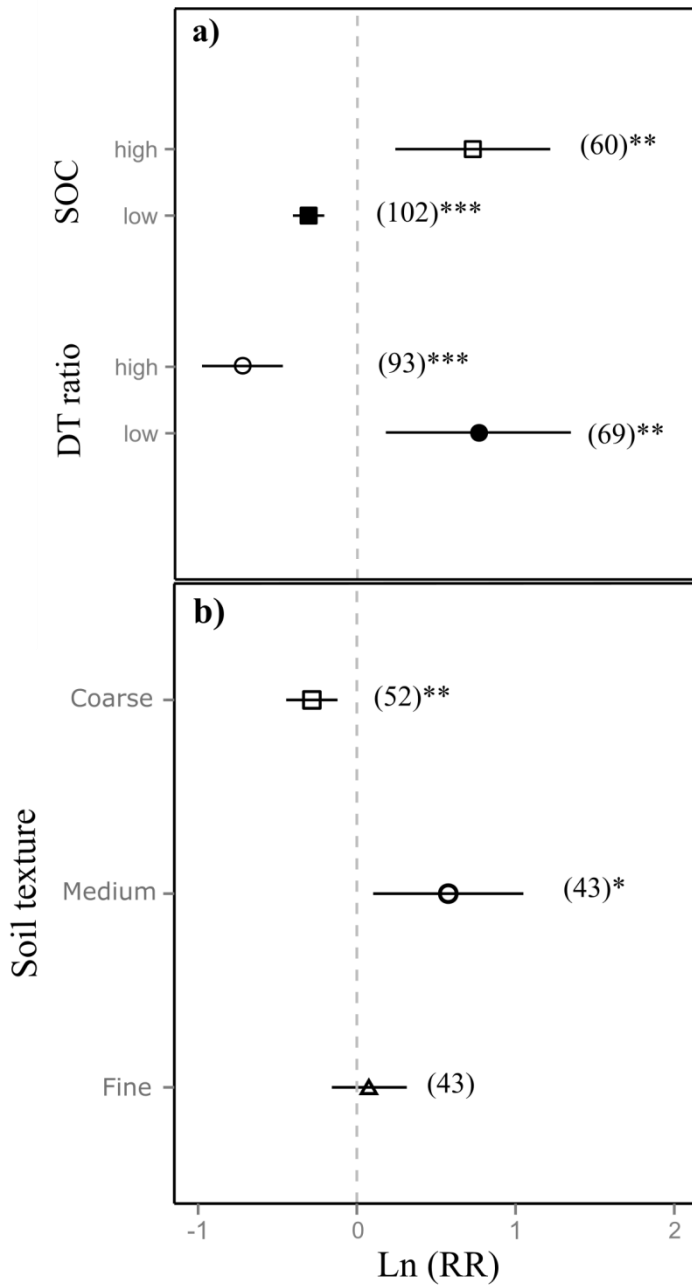 a)
SOC
high
(60)**
low
(102)***
DT ratio
high
(93)***
low
(69)**
b)
Soil texture
Coarse
(52)**
Medium
(43)*
Fine
(43)
-1
0
1
2
Ln (RR)